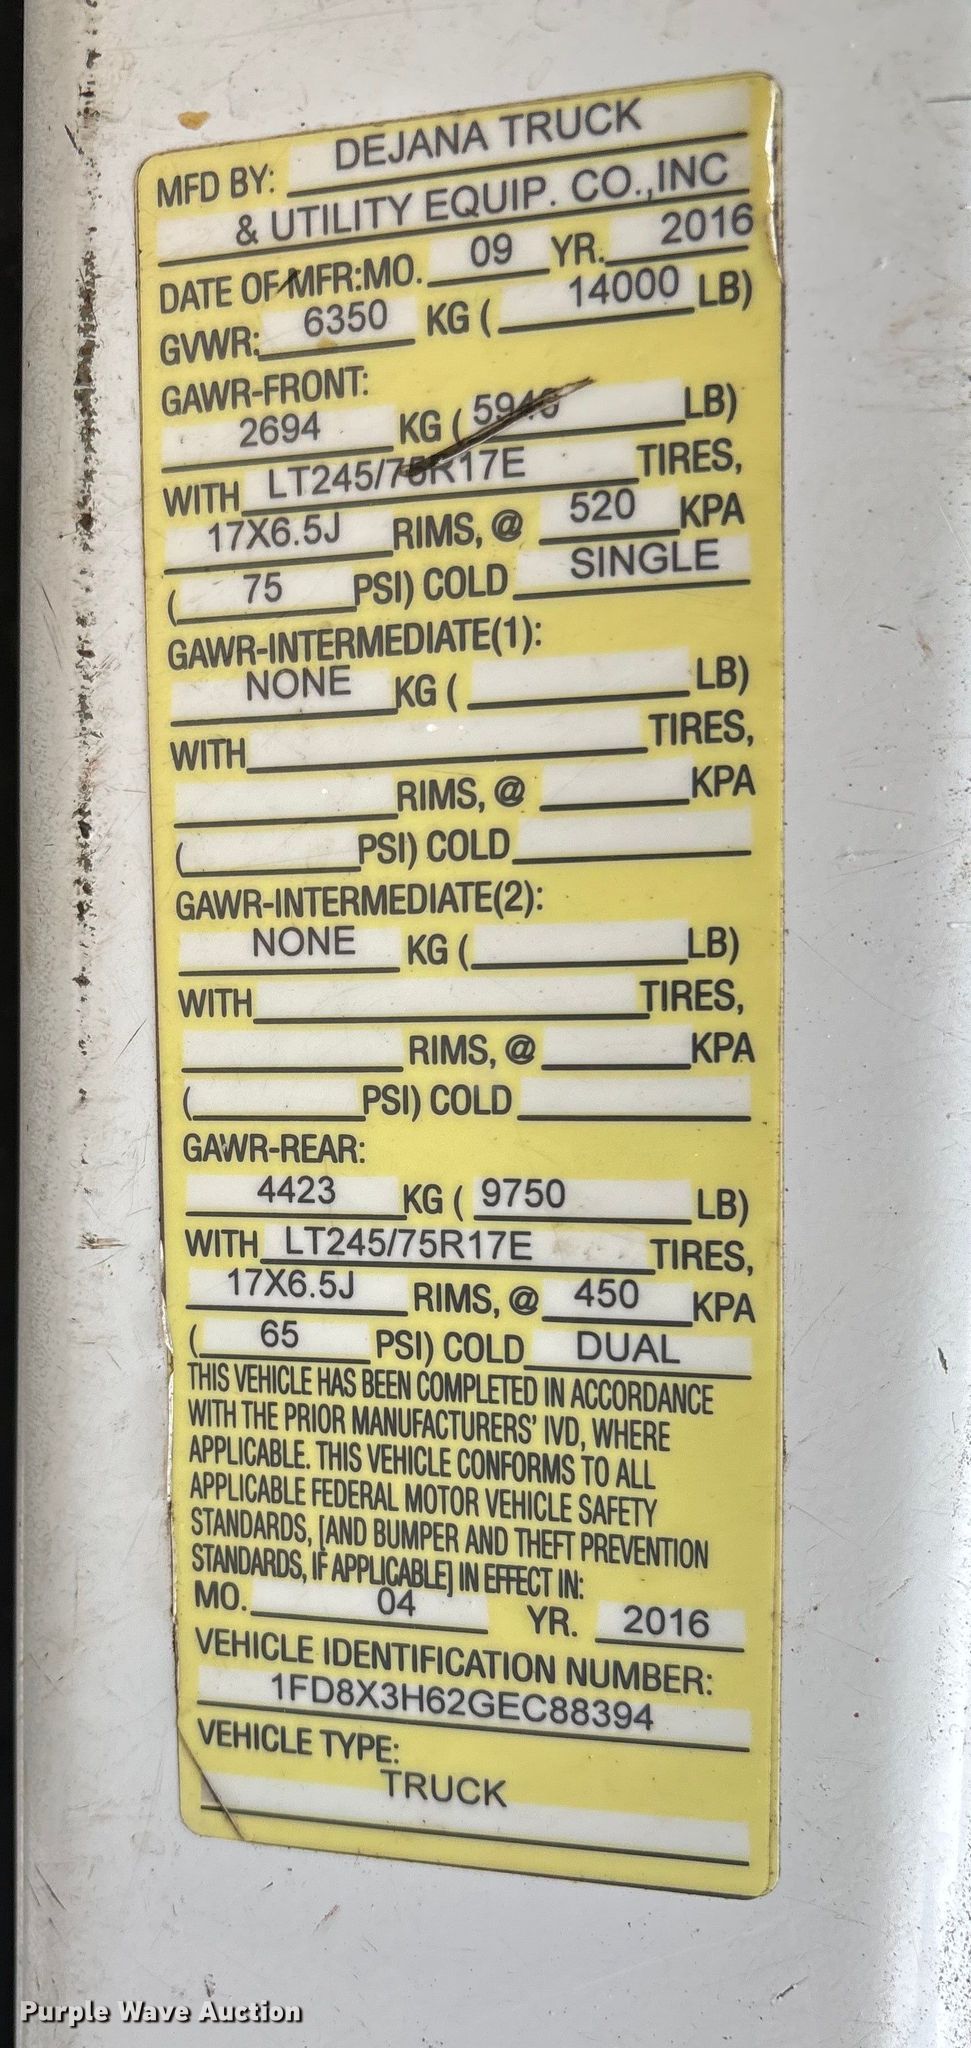 MFD BY: DEJANA TRUCK
& UTILITY EQUIP. CO.,INC
DATE OF MFR:MO. 09 YR. 2016
GVWR: 6350 KG ( 14000 LB)
GAWR-FRONT:
2694 KG ( LB)
WITH LT245/75R17E TIRES,
17X6.5J RIMS, @ 520 KPA
( 75 PSI) COLD SINGLE
GAWR-INTERMEDIATE(1):
NONE KG ( LB)
WITH TIRES,
RIMS, @ KPA
( PSI) COLD
GAWR-INTERMEDIATE(2):
NONE KG ( LB)
WITH TIRES,
RIMS, @ KPA
( PSI) COLD
GAWR-REAR:
4423 KG ( 9750 LB)
WITH LT245/75R17E TIRES,
17X6.5J RIMS, @ 450 KPA
( 65 PSI) COLD DUAL
THIS VEHICLE HAS BEEN COMPLETED IN ACCORDANCE
WITH THE PRIOR MANUFACTURERS' IVD, WHERE
APPLICABLE. THIS VEHICLE CONFORMS TO ALL
APPLICABLE FEDERAL MOTOR VEHICLE SAFETY
STANDARDS, [AND BUMPER AND THEFT PREVENTION
STANDARDS, IF APPLICABLE] IN EFFECT IN:
MO. 04 YR. 2016
VEHICLE IDENTIFICATION NUMBER:
1FD8X3H62GEC88394
VEHICLE TYPE:
TRUCK
Purple Wave Auction